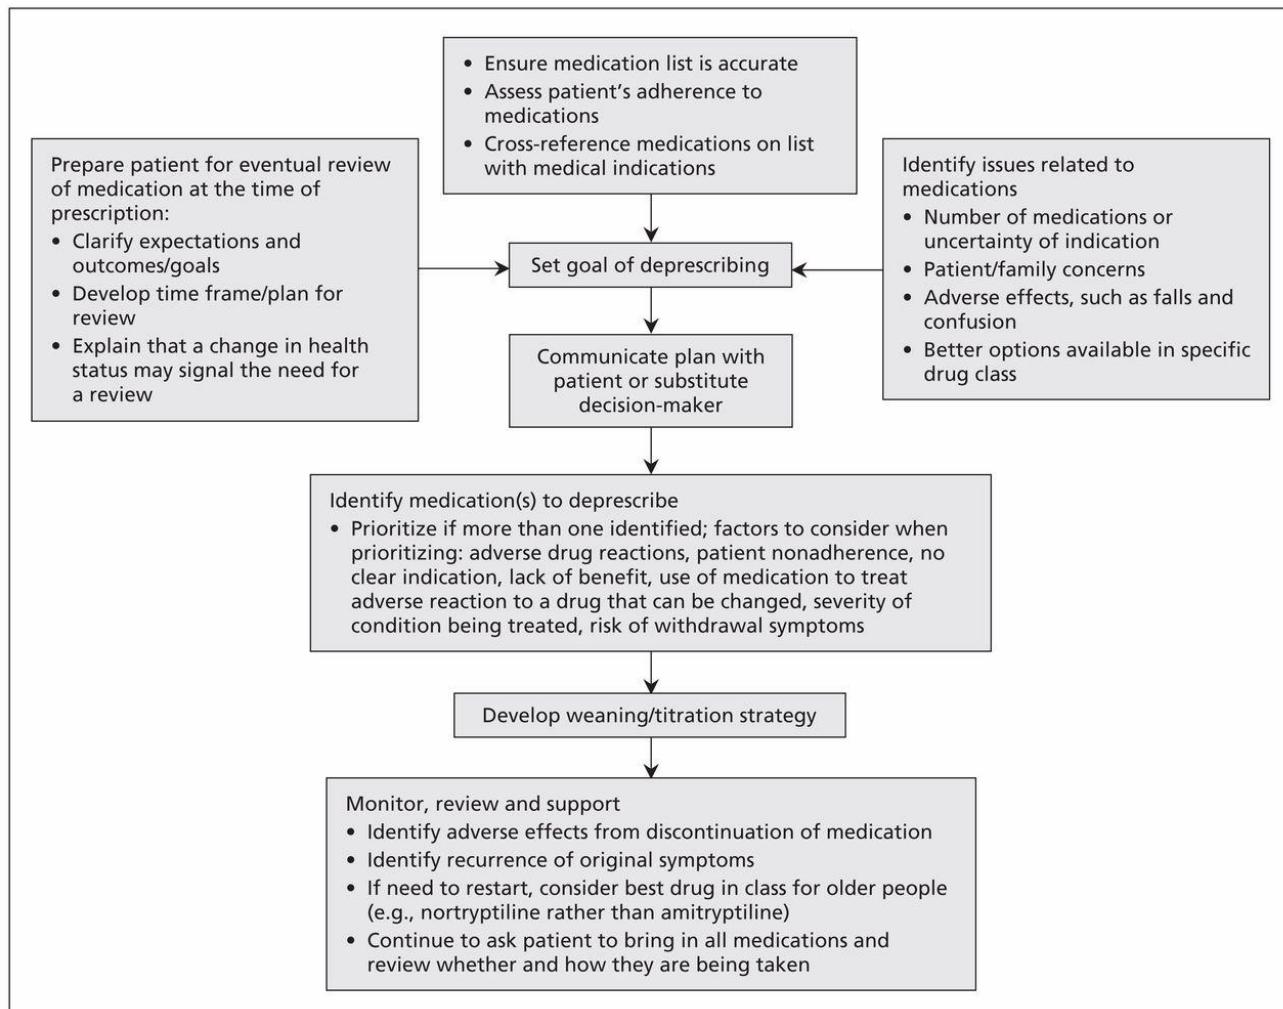 • Ensure medication list is accurate
• Assess patient's adherence to
medications
• Cross-reference medications on list
with medical indications
Prepare patient for eventual review
of medication at the time of
prescription:
• Clarify expectations and
outcomes/goals
• Develop time frame/plan for
review
• Explain that a change in health
status may signal the need for
a review
Identify issues related to
medications
• Number of medications or
uncertainty of indication
• Patient/family concerns
• Adverse effects, such as falls and
confusion
• Better options available in specific
drug class
Set goal of deprescribing
Communicate plan with
patient or substitute
decision-maker
Identify medication(s) to deprescribe
• Prioritize if more than one identified; factors to consider when
prioritizing: adverse drug reactions, patient nonadherence, no
clear indication, lack of benefit, use of medication to treat
adverse reaction to a drug that can be changed, severity of
condition being treated, risk of withdrawal symptoms
Develop weaning/titration strategy
Monitor, review and support
• Identify adverse effects from discontinuation of medication
• Identify recurrence of original symptoms
• If need to restart, consider best drug in class for older people
(e.g., nortryptiline rather than amitryptiline)
• Continue to ask patient to bring in all medications and
review whether and how they are being taken